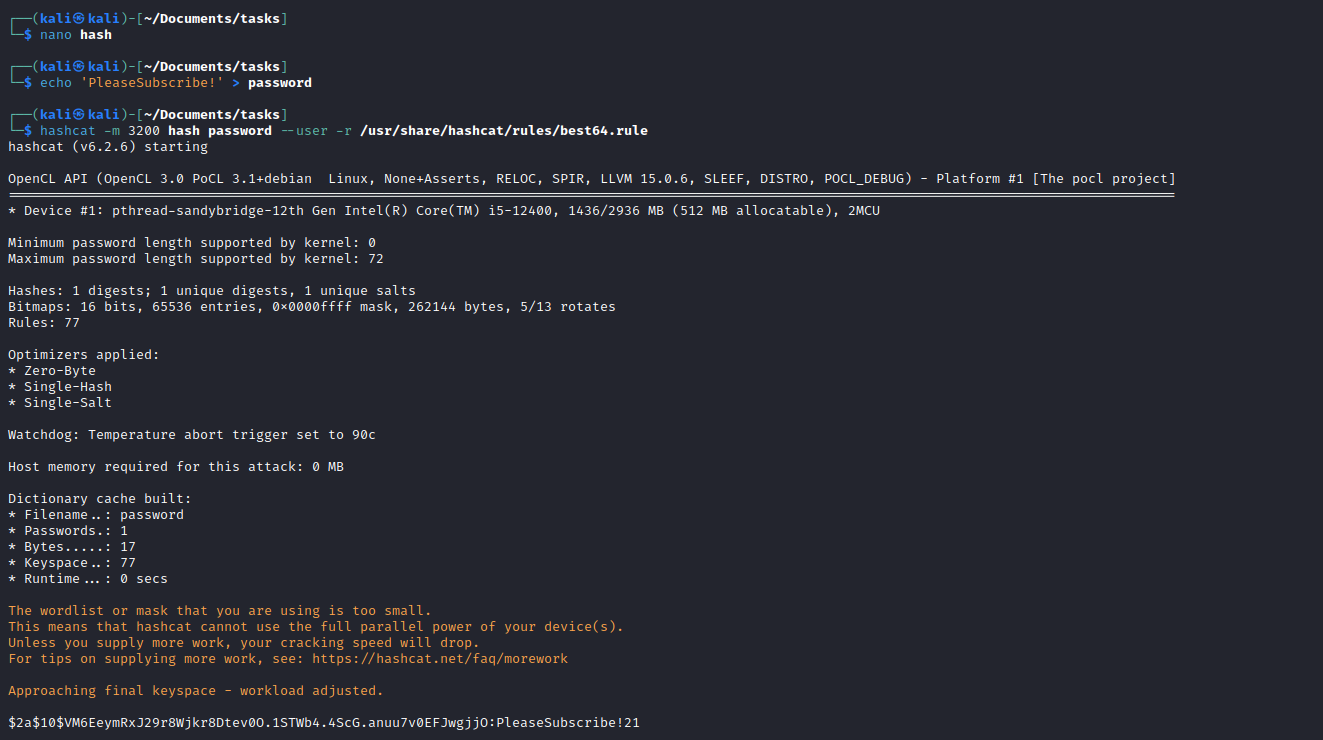 ┌──(kali㉿kali)-[~/Documents/tasks]
└─$ nano hash
┌──(kali㉿kali)-[~/Documents/tasks]
└─$ echo 'PleaseSubscribe!' > password
┌──(kali㉿kali)-[~/Documents/tasks]
└─$ hashcat -m 3200 hash password --user -r /usr/share/hashcat/rules/best64.rule
hashcat (v6.2.6) starting
OpenCL API (OpenCL 3.0 PoCL 3.1+debian  Linux, None+Asserts, RELOC, SPIR, LLVM 15.0.6, SLEEF, DISTRO, POCL_DEBUG) - Platform #1 [The pocl project]
==================================================================================================================================================
* Device #1: pthread-sandybridge-12th Gen Intel(R) Core(TM) i5-12400, 1436/2936 MB (512 MB allocatable), 2MCU
Minimum password length supported by kernel: 0
Maximum password length supported by kernel: 72
Hashes: 1 digests; 1 unique digests, 1 unique salts
Bitmaps: 16 bits, 65536 entries, 0x0000ffff mask, 262144 bytes, 5/13 rotates
Rules: 77
Optimizers applied:
* Zero-Byte
* Single-Hash
* Single-Salt
Watchdog: Temperature abort trigger set to 90c
Host memory required for this attack: 0 MB
Dictionary cache built:
* Filename..: password
* Passwords.: 1
* Bytes.....: 17
* Keyspace..: 77
* Runtime...: 0 secs
The wordlist or mask that you are using is too small.
This means that hashcat cannot use the full parallel power of your device(s).
Unless you supply more work, your cracking speed will drop.
For tips on supplying more work, see: https://hashcat.net/faq/morework
Approaching final keyspace - workload adjusted.
$2a$10$VM6EeymRxJ29r8Wjkr8Dtev0O.1STWb4.4ScG.anuu7v0EFJwgjjO:PleaseSubscribe!21